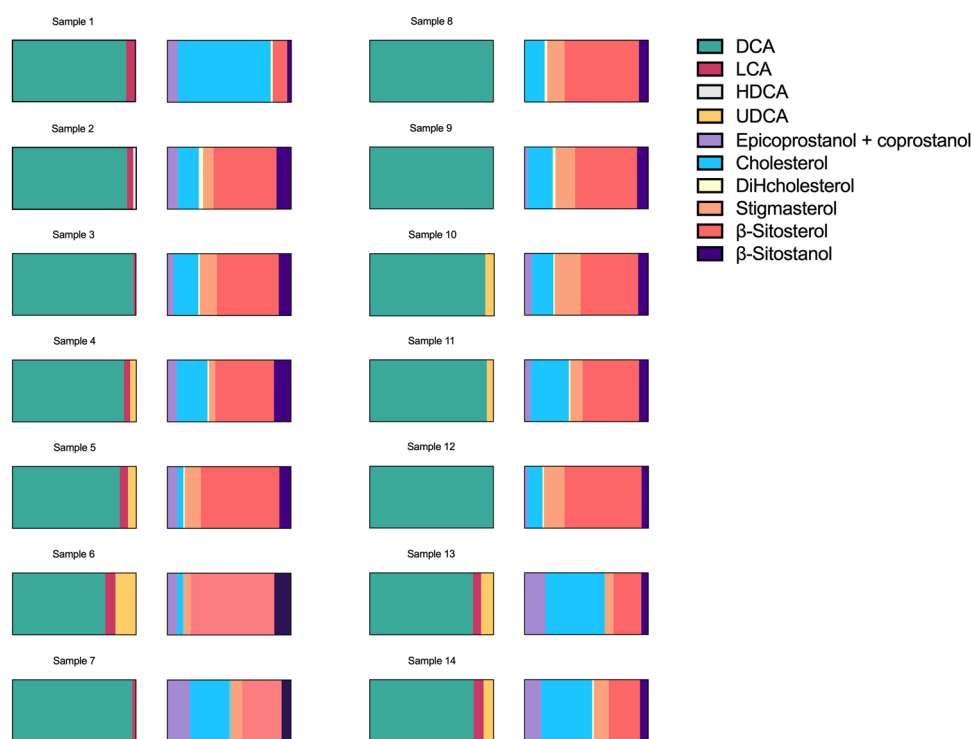 Sample 1
Sample 8
Sample 2
Sample 9
Sample 3
Sample 10
Sample 4
Sample 11
Sample 5
Sample 12
Sample 6
Sample 13
Sample 7
Sample 14
DCA
LCA
HDCA
UDCA
Epicoprostanol + coprostanol
Cholesterol
DiHcholesterol
Stigmasterol
β-Sitosterol
β-Sitostanol